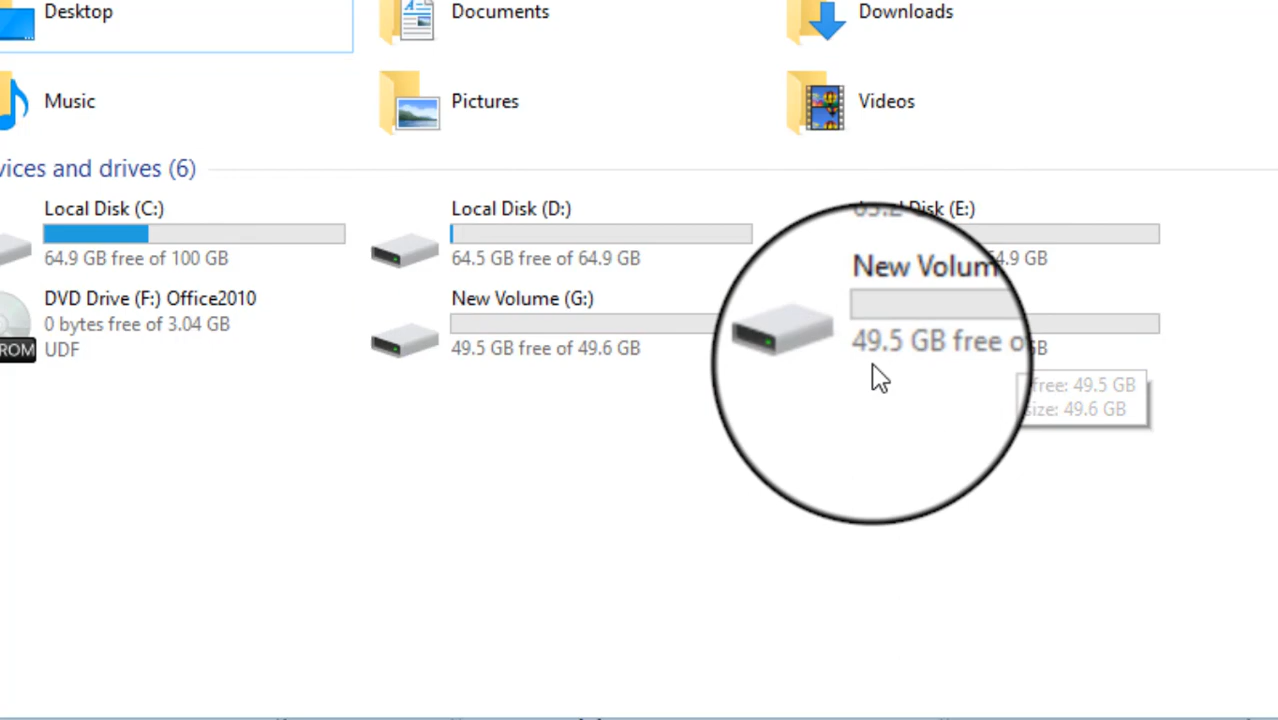 Desktop
Documents
Downloads
Music
Pictures
Videos
vices and drives (6)
Local Disk (C:)
64.9 GB free of 100 GB
Local Disk (D:)
64.5 GB free of 64.9 GB
Disk (E:)
4.9 GB
DVD Drive (F:) Office2010
0 bytes free of 3.04 GB
UDF
ROM
New Volume (G:)
49.5 GB free of 49.6 GB
New Volum
49.5 GB free o
GB
free: 49.5 GB
size: 49.6 GB